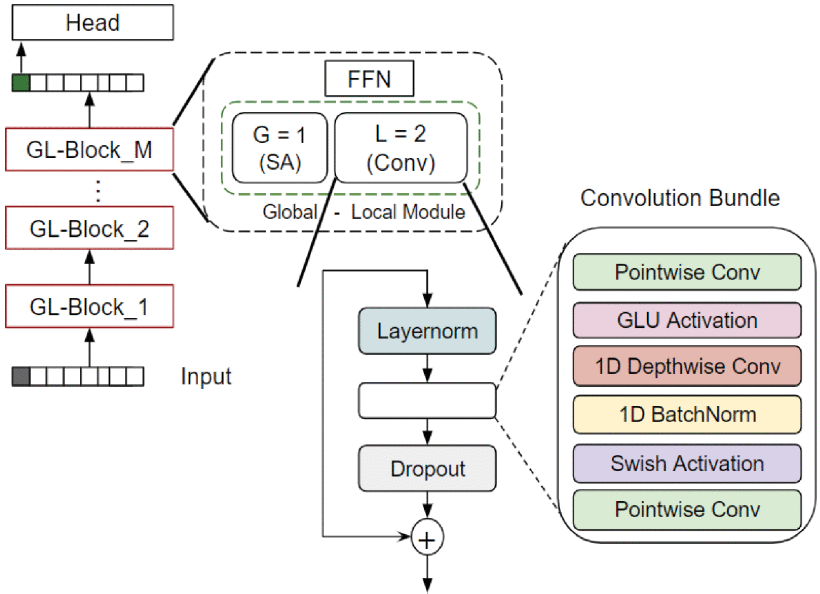 Head
GL-Block_M
GL-Block_2
GL-Block_1
Input
FFN
G = 1
(SA)
L = 2
(Conv)
Global - Local Module
Layernorm
Dropout
+
Convolution Bundle
Pointwise Conv
GLU Activation
1D Depthwise Conv
1D BatchNorm
Swish Activation
Pointwise Conv